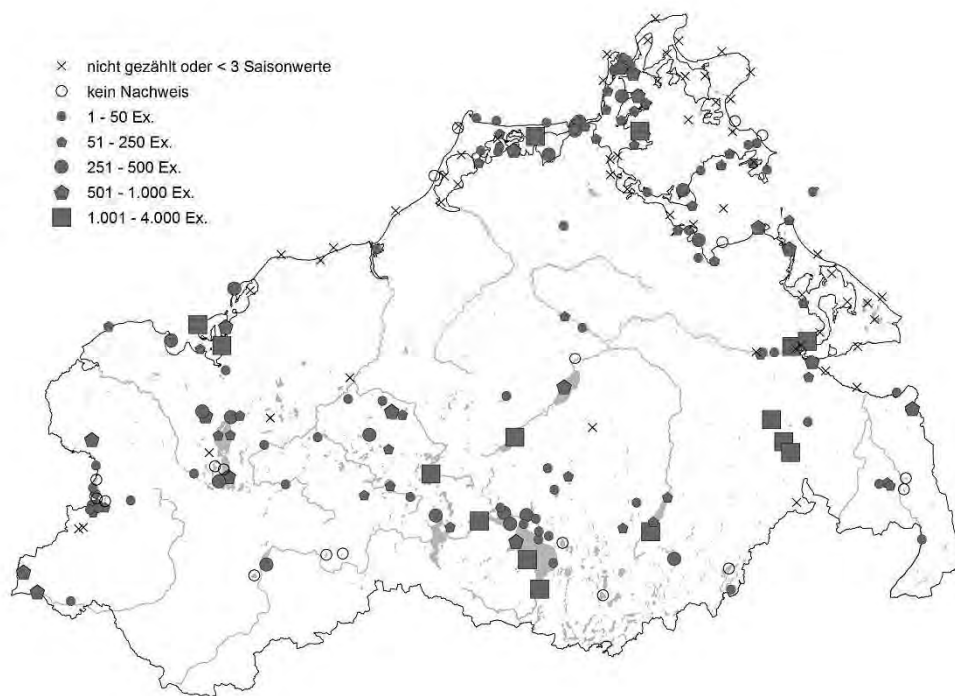 nicht gezählt oder < 3 Saisonwerte
kein Nachweis
1 - 50 Ex.
51 - 250 Ex.
251 - 500 Ex.
501 - 1.000 Ex.
1.001 - 4.000 Ex.